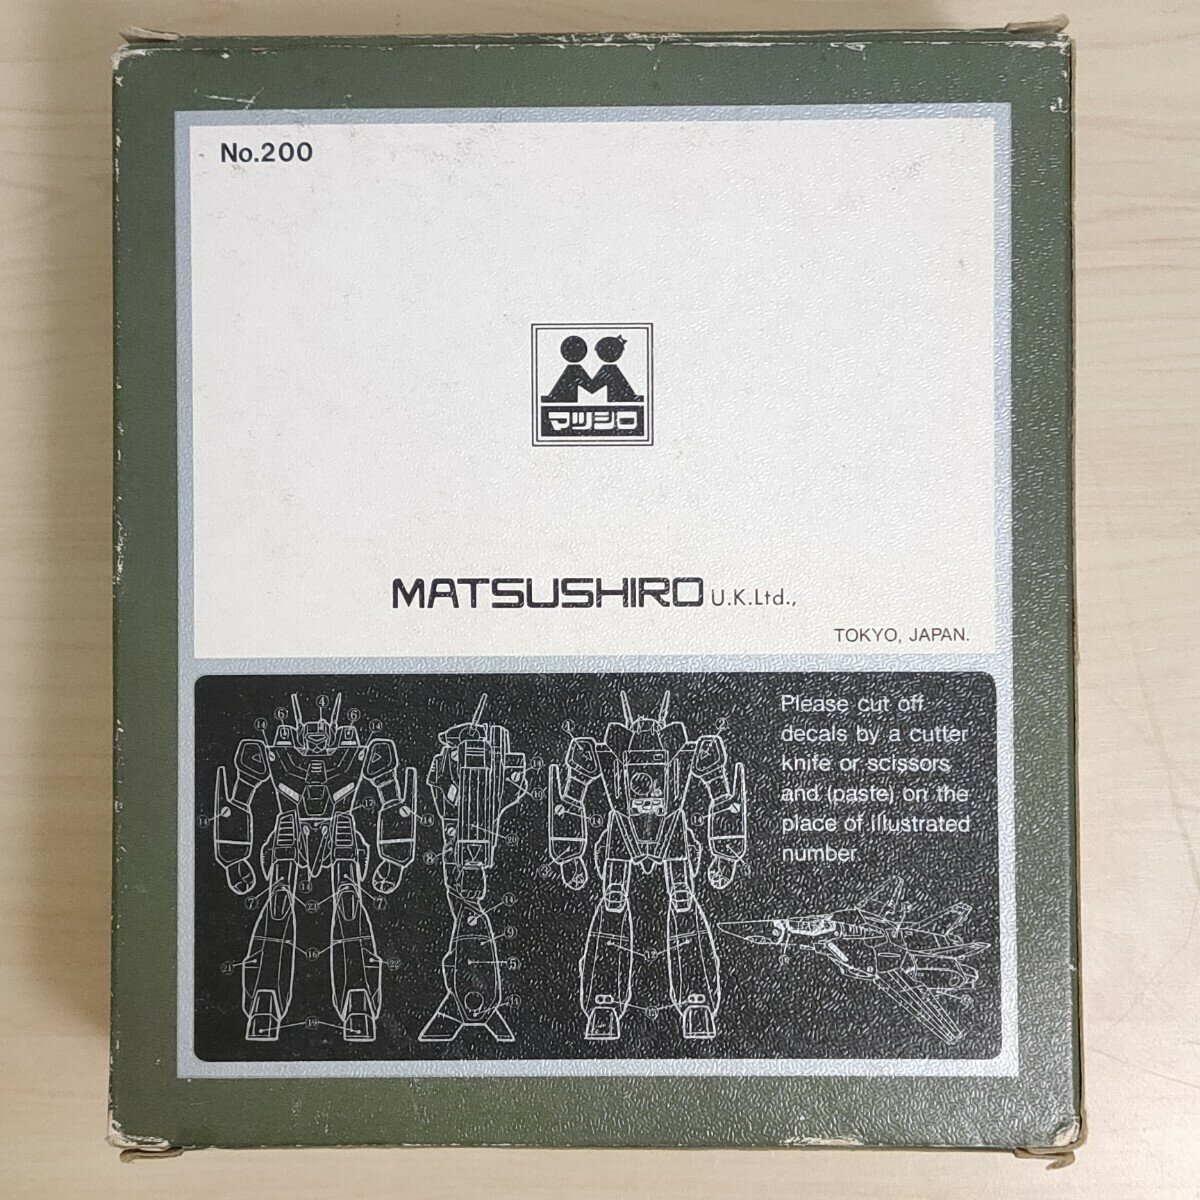 No.200
マツシロ
MATSUSHIRO U.K.Ltd.,
TOKYO, JAPAN.
Please cut off
decals by a cutter
knife or scissors
and (paste) on the
place of illustrated
number